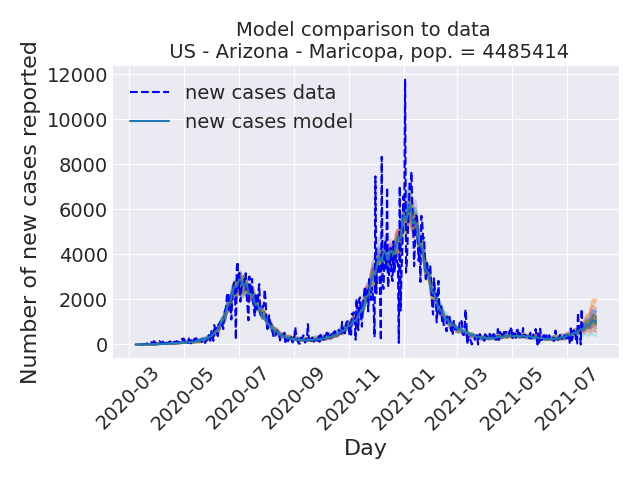 Model comparison to data
US - Arizona - Maricopa, pop. = 4485414
Number of new cases reported
12000
10000
8000
6000
4000
2000
0
new cases data
new cases model
2020-03
2020-05
2020-07
2020-09
2020-11
2021-01
2021-03
2021-05
2021-07
Day